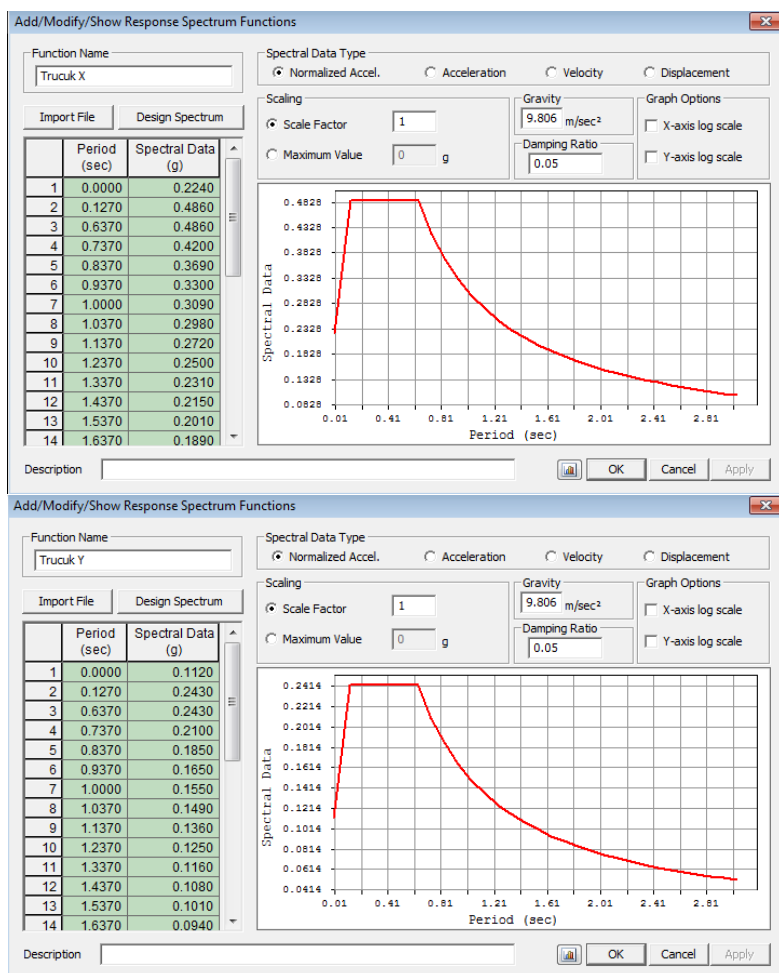 Add/Modify/Show Response Spectrum Functions
Function Name
Trucuk X
Import File Design Spectrum
Spectral Data Type
Normalized Accel. Acceleration Velocity Displacement
Scaling
Scale Factor 1
Maximum Value 0 g
Gravity
9.806 m/sec²
Damping Ratio
0.05
Graph Options
X-axis log scale
Y-axis log scale
Period (sec) Spectral Data (g)
1 0.0000 0.2240
2 0.1270 0.4860
3 0.6370 0.4860
4 0.7370 0.4200
5 0.8370 0.3690
6 0.9370 0.3300
7 1.0000 0.3090
8 1.0370 0.2980
9 1.1370 0.2720
10 1.2370 0.2500
11 1.3370 0.2310
12 1.4370 0.2150
13 1.5370 0.2010
14 1.6370 0.1890
Spectral Data
0.4828
0.4328
0.3828
0.3328
0.2828
0.2328
0.1828
0.1328
0.0828
0.01 0.41 0.81 1.21 1.61 2.01 2.41 2.81
Period (sec)
Description OK Cancel Apply
Add/Modify/Show Response Spectrum Functions
Function Name
Trucuk Y
Import File Design Spectrum
Spectral Data Type
Normalized Accel. Acceleration Velocity Displacement
Scaling
Scale Factor 1
Maximum Value 0 g
Gravity
9.806 m/sec²
Damping Ratio
0.05
Graph Options
X-axis log scale
Y-axis log scale
Period (sec) Spectral Data (g)
1 0.0000 0.1120
2 0.1270 0.2430
3 0.6370 0.2430
4 0.7370 0.2100
5 0.8370 0.1850
6 0.9370 0.1650
7 1.0000 0.1550
8 1.0370 0.1490
9 1.1370 0.1360
10 1.2370 0.1250
11 1.3370 0.1160
12 1.4370 0.1080
13 1.5370 0.1010
14 1.6370 0.0940
Spectral Data
0.2414
0.2214
0.2014
0.1814
0.1614
0.1414
0.1214
0.1014
0.0814
0.0614
0.0414
0.01 0.41 0.81 1.21 1.61 2.01 2.41 2.81
Period (sec)
Description OK Cancel Apply